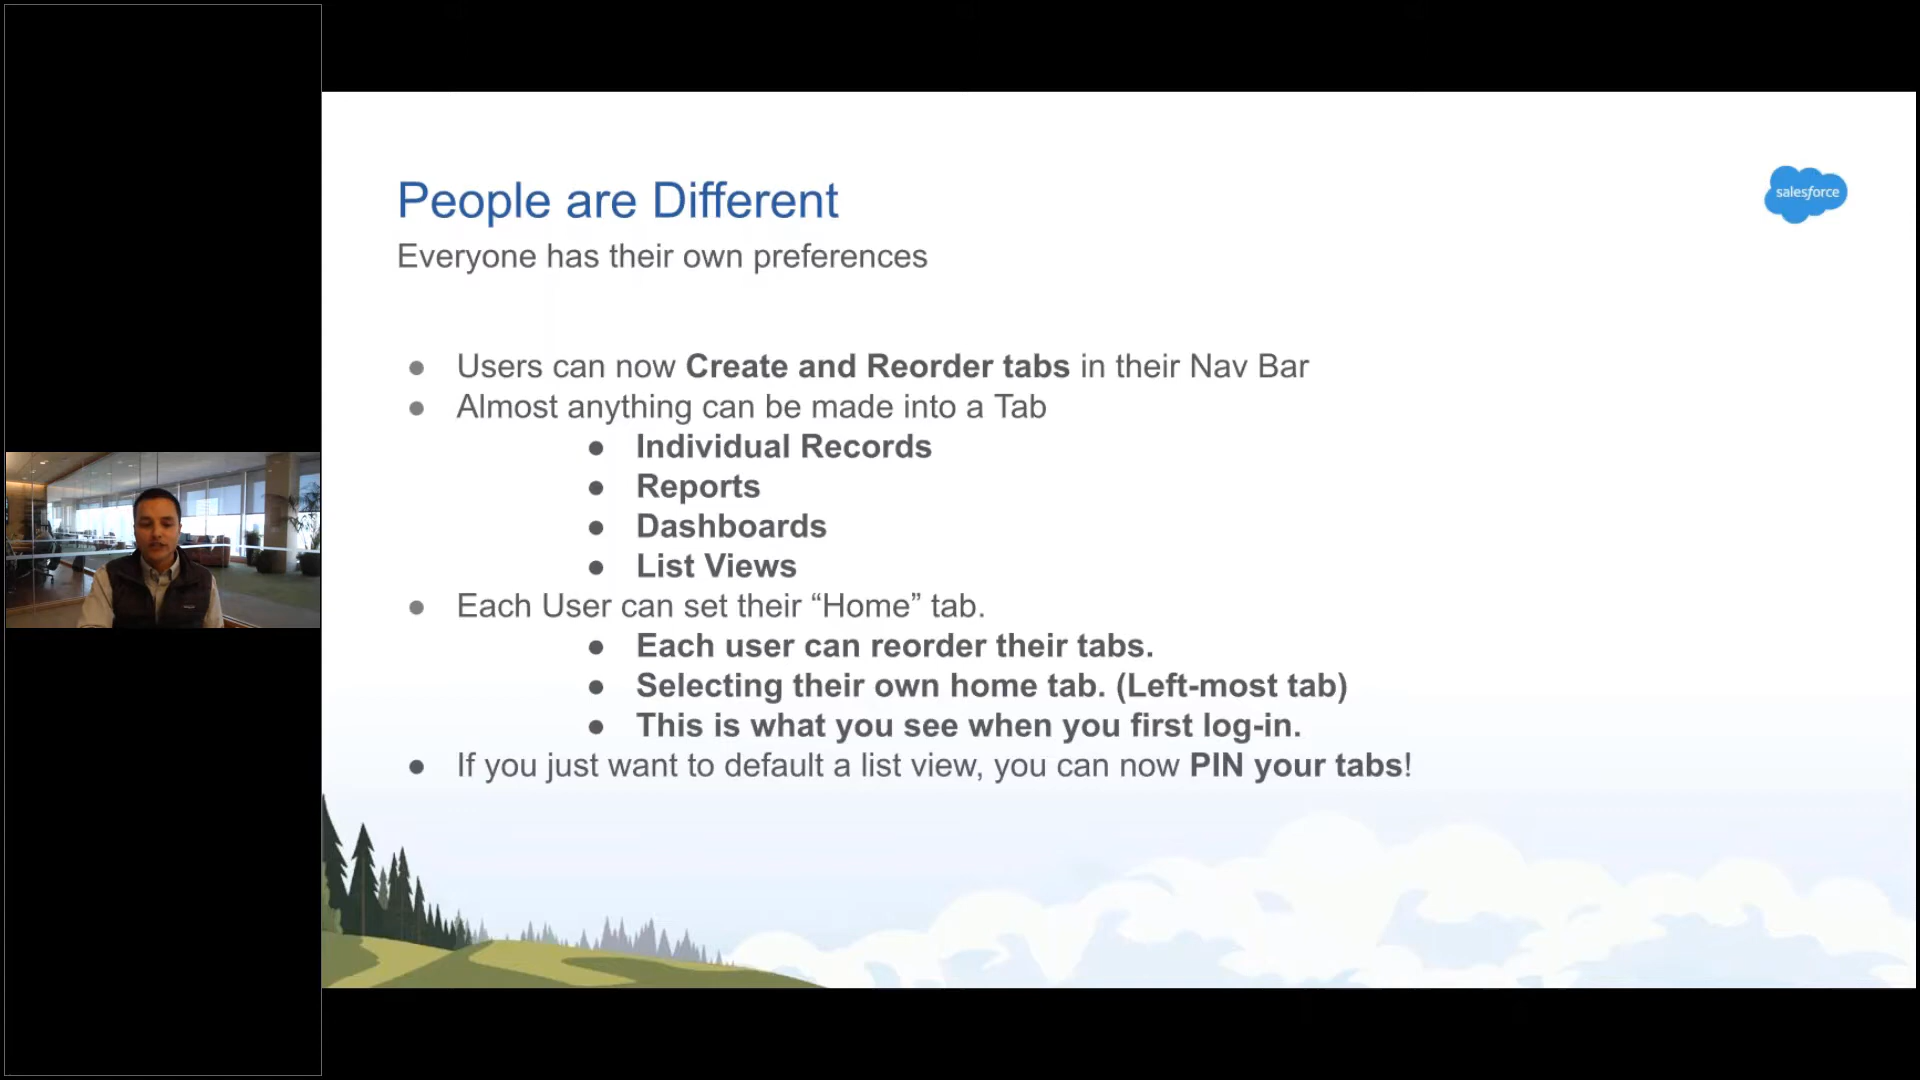 People are Different
salesforce
Everyone has their own preferences
● Users can now Create and Reorder tabs in their Nav Bar
● Almost anything can be made into a Tab
● Individual Records
● Reports
● Dashboards
● List Views
● Each User can set their “Home” tab.
● Each user can reorder their tabs.
● Selecting their own home tab. (Left-most tab)
● This is what you see when you first log-in.
● If you just want to default a list view, you can now PIN your tabs!